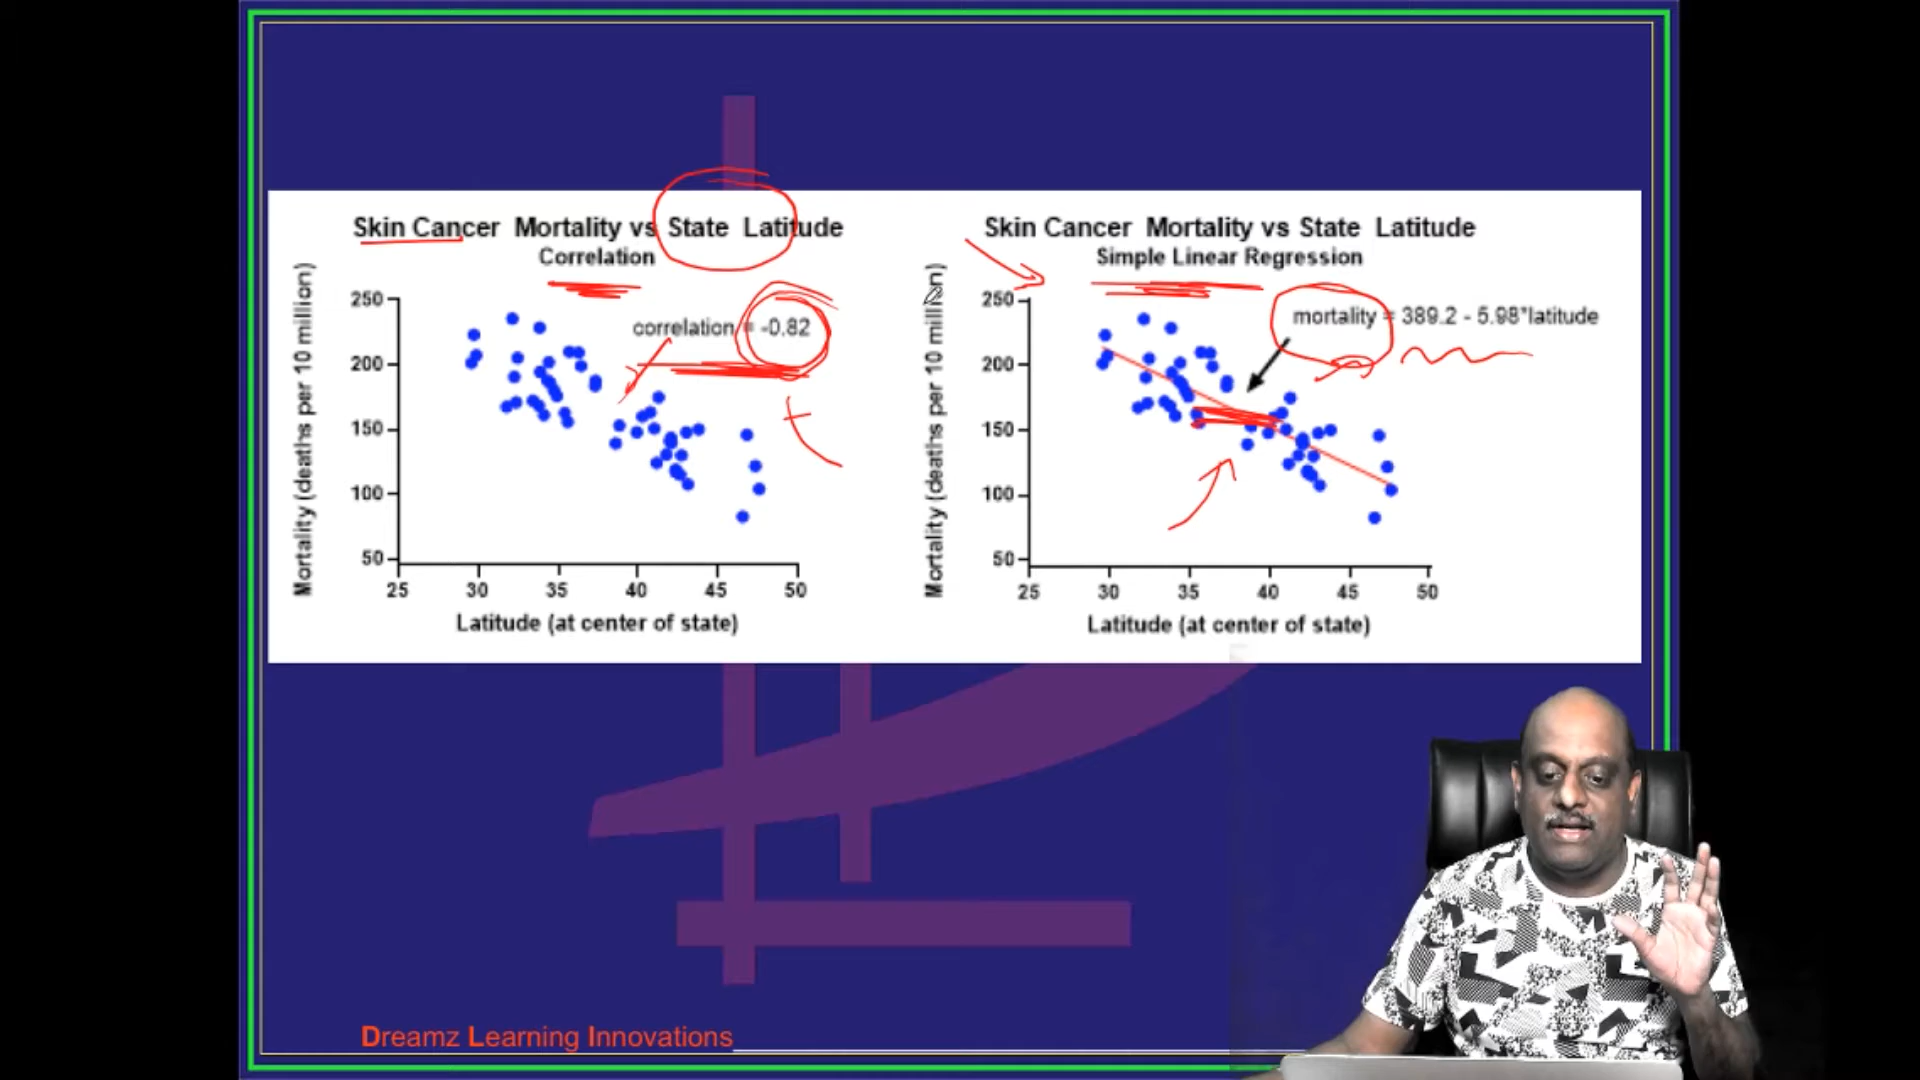 Skin Cancer Mortality vs State Latitude
Correlation
correlation = -0.82
Mortality (deaths per 10 million)
250
200
150
100
50
25 30 35 40 45 50
Latitude (at center of state)
Skin Cancer Mortality vs State Latitude
Simple Linear Regression
mortality = 389.2 - 5.98*latitude
Mortality (deaths per 10 million)
250
200
150
100
50
25 30 35 40 45 50
Latitude (at center of state)
Dreamz Learning Innovations